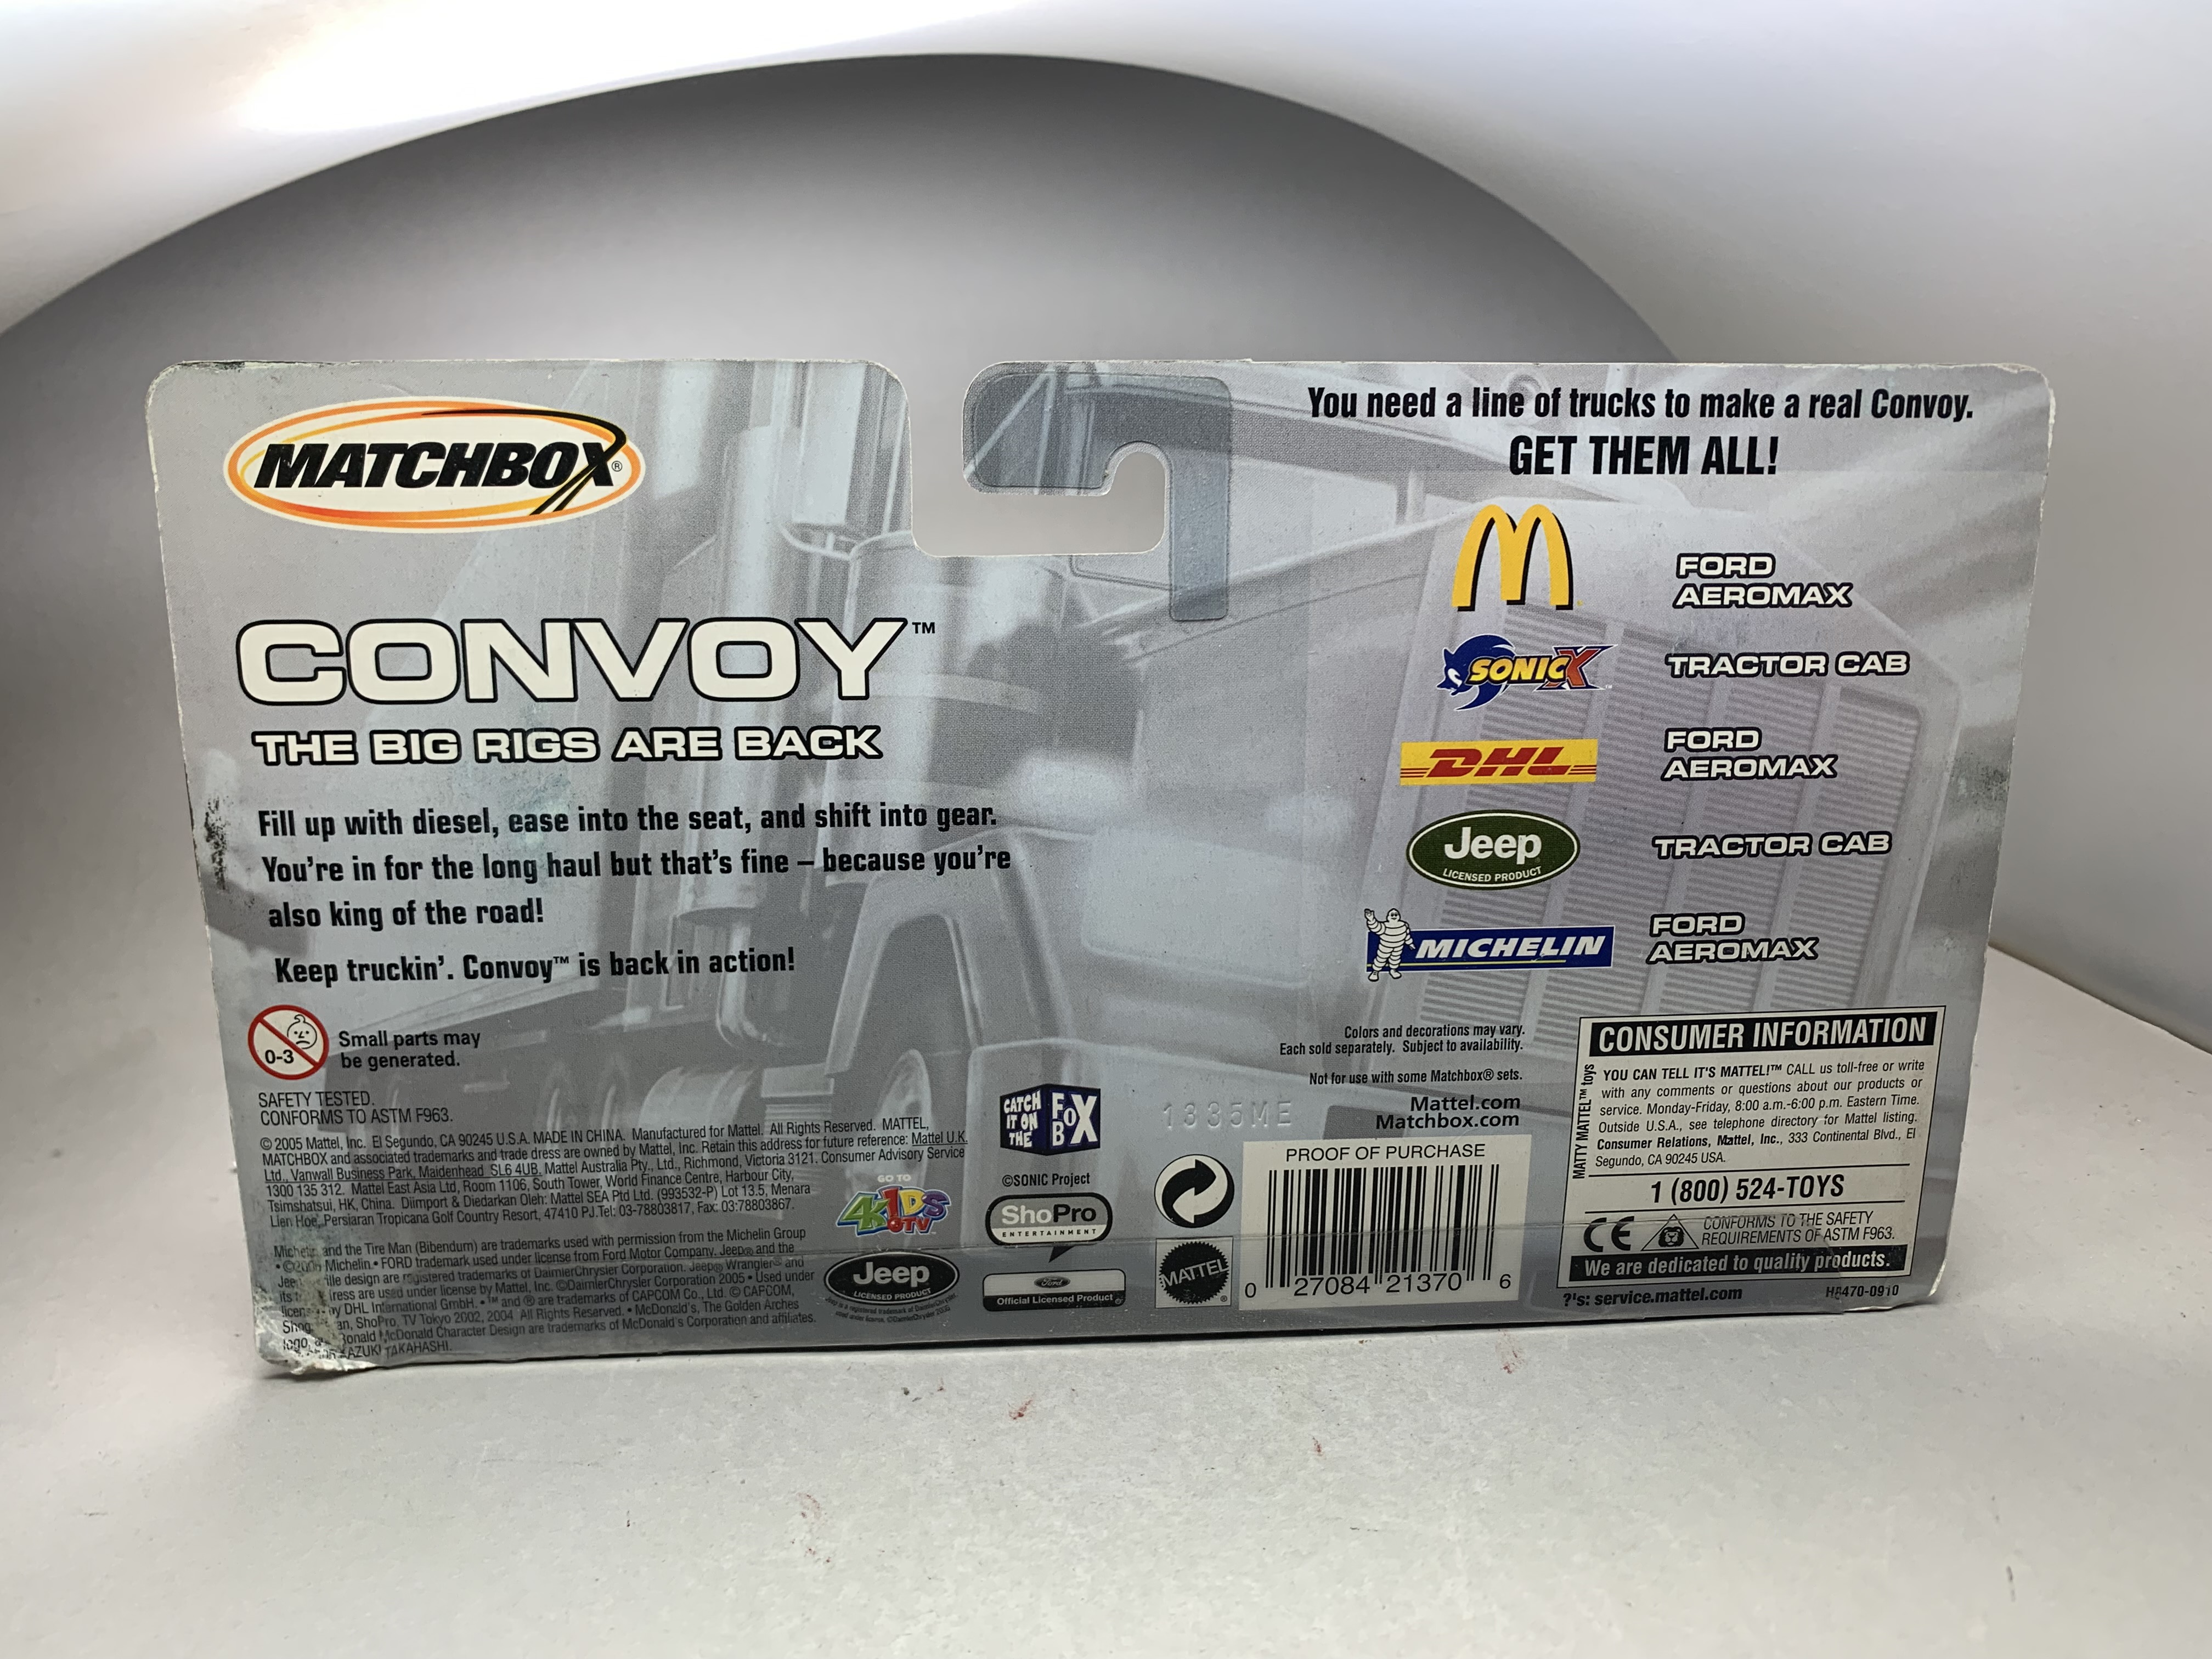 MATCHBOX®
CONVOY™
THE BIG RIGS ARE BACK
Fill up with diesel, ease into the seat, and shift into gear.
You're in for the long haul but that's fine – because you're
also king of the road!
Keep truckin'. Convoy™ is back in action!
0-3
Small parts may
be generated.
SAFETY TESTED.
CONFORMS TO ASTM F963.
© 2005 Mattel, Inc. El Segundo, CA 90245 U.S.A. MADE IN CHINA. Manufactured for Mattel. All Rights Reserved. MATTEL,
MATCHBOX and associated trademarks and trade dress are owned by Mattel, Inc. Retain this address for future reference: Mattel U.K.
Ltd., Vanwall Business Park, Maidenhead SL6 4UB. Mattel Australia Pty., Ltd., Richmond, Victoria 3121. Consumer Advisory Service
1300 135 312. Mattel East Asia Ltd, Room 1106, South Tower, World Finance Centre, Harbour City,
Tsimshatsui, HK, China. Diimport & Diedarkan Oleh: Mattel SEA Ptd Ltd. (993532-P) Lot 13.5, Menara
Lien Hoe, Persiaran Tropicana Golf Country Resort, 47410 PJ.Tel: 03-78803817, Fax: 03:78803867.
and the Tire Man (Bibendum) are trademarks used with permission from the Michelin Group
Michelin.• FORD trademark used under license from Ford Motor Company. Jeep® and the
design are registered trademarks of DaimlerChrysler Corporation. Jeep® Wrangler® and
its are used under license by Mattel, Inc. ©DaimlerChrysler Corporation 2005 • Used under
by DHL International GmbH. • ™ and ® are trademarks of CAPCOM Co., Ltd. © CAPCOM,
ShoPro, TV Tokyo 2002, 2004 All Rights Reserved. • McDonald's, The Golden Arches
logo, McDonald Character Design are trademarks of McDonald's Corporation and affiliates.
TAKAHASHI.
GO TO
4KIDS
TV
Jeep
LICENSED PRODUCT
CATCH
IT ON
THE
FOX
BOX
©SONIC Project
ShoPro
ENTERTAINMENT
Ford
Official Licensed Product
You need a line of trucks to make a real Convoy.
GET THEM ALL!
M
FORD
AEROMAX
SONIC X™
TRACTOR CAB
DHL
FORD
AEROMAX
Jeep
LICENSED PRODUCT
TRACTOR CAB
MICHELIN
FORD
AEROMAX
Colors and decorations may vary.
Each sold separately. Subject to availability.
Not for use with some Matchbox® sets.
1335ME
Mattel.com
Matchbox.com
PROOF OF PURCHASE
0 27084 21370 6
MATTEL
MATTY MATTEL™ toys
CONSUMER INFORMATION
YOU CAN TELL IT'S MATTEL!™ CALL us toll-free or write
with any comments or questions about our products or
service. Monday-Friday, 8:00 a.m.-6:00 p.m. Eastern Time.
Outside U.S.A., see telephone directory for Mattel listing.
Consumer Relations, Mattel, Inc., 333 Continental Blvd., El
Segundo, CA 90245 USA.
1 (800) 524-TOYS
CE
CONFORMS TO THE SAFETY
REQUIREMENTS OF ASTM F963.
We are dedicated to quality products.
?'s: service.mattel.com